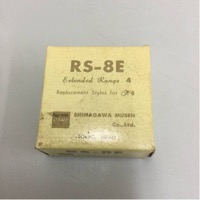 RS-8E
Extended Range 4
Replacement Stylus for
SHINAGAWA MUSEN
Co., Ltd.